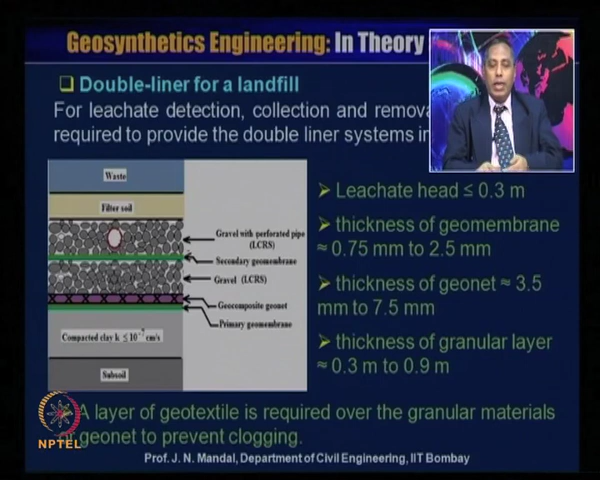 Geosynthetics Engineering: In Theory
Double-liner for a landfill
For leachate detection, collection and remov
required to provide the double liner systems in
Waste
Filter soil
Gravel with perforated pipe
(LCRS)
Secondary geomembrane
Gravel (LCRS)
Geocomposite geonet
Primary geomembrane
Compacted clay k ≤ 10⁻⁷ cm/s
Subsoil
Leachate head ≤ 0.3 m
thickness of geomembrane
≈ 0.75 mm to 2.5 mm
thickness of geonet ≈ 3.5
mm to 7.5 mm
thickness of granular layer
≈ 0.3 m to 0.9 m
A layer of geotextile is required over the granular materials
geonet to prevent clogging.
NPTEL
Prof. J. N. Mandal, Department of Civil Engineering, IIT Bombay